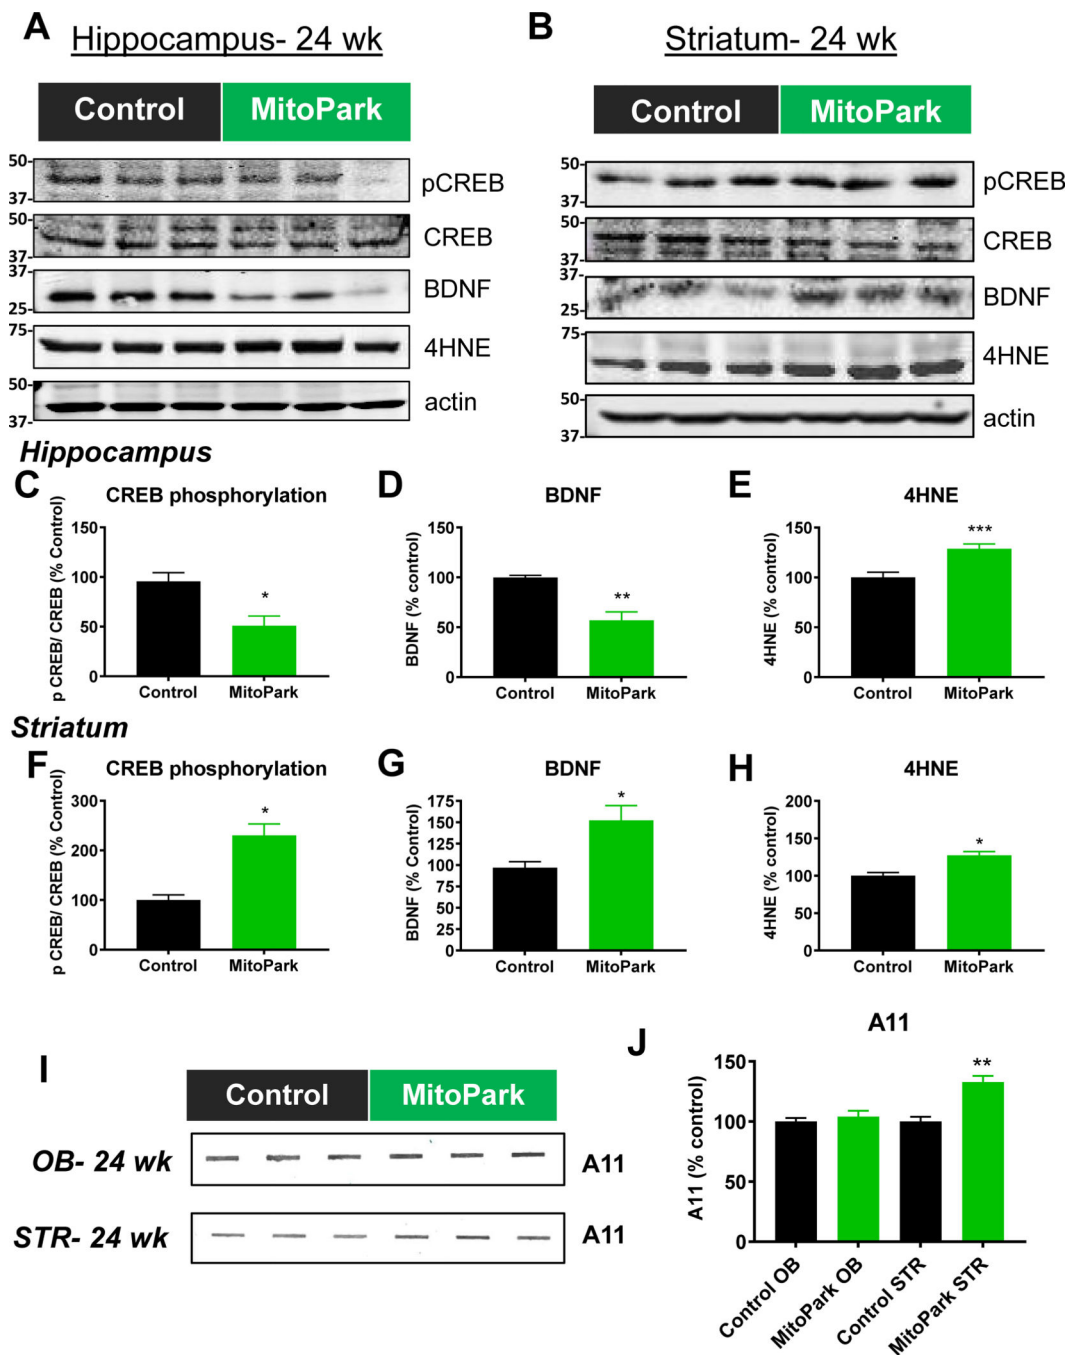 A Hippocampus- 24 wk
Control MitoPark
50-
37-
pCREB
50-
37-
CREB
37-
25-
BDNF
75-
4HNE
50-
37-
actin
B Striatum- 24 wk
Control MitoPark
50-
37-
pCREB
50-
37-
CREB
37-
25-
BDNF
75-
4HNE
50-
37-
actin
Hippocampus
C CREB phosphorylation
p CREB/ CREB (% Control)
150
100
50
0
*
Control MitoPark
D BDNF
BDNF (% control)
150
100
50
0
**
Control MitoPark
E 4HNE
4HNE (% control)
150
100
50
0
***
Control MitoPark
Striatum
F CREB phosphorylation
p CREB/ CREB (% Control)
300
200
100
0
*
Control MitoPark
G BDNF
BDNF (% Control)
175
150
125
100
75
50
25
0
*
Control MitoPark
H 4HNE
4HNE (% control)
200
150
100
50
0
*
Control MitoPark
I
Control MitoPark
OB- 24 wk A11
STR- 24 wk A11
J A11
A11 (% control)
150
100
50
0
**
Control OB
MitoPark OB
Control STR
MitoPark STR